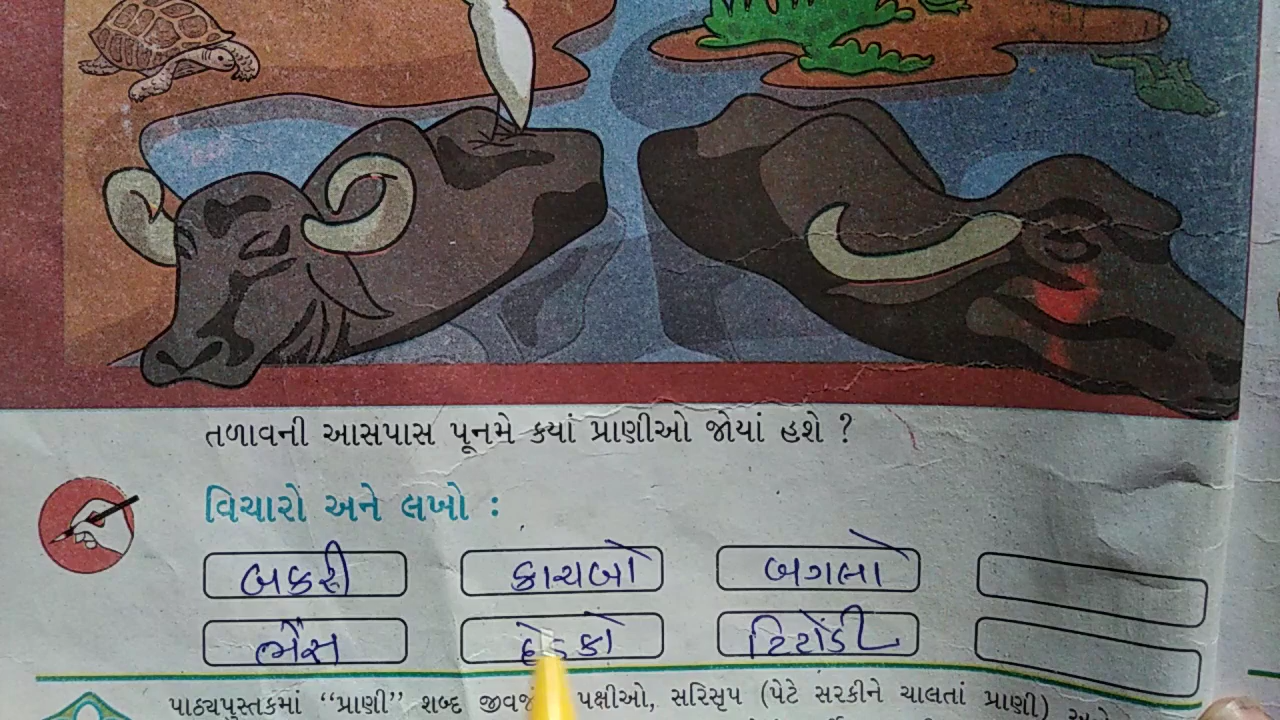 તળાવની આસપાસ પૂનમે કયાં પ્રાણીઓ જોયાં હશે ?
વિચારો અને લખો :
બકરી કાચબો બગલો
ભેંસ દેડકો ટિટોડી
પાઠ્યપુસ્તકમાં “પ્રાણી” શબ્દ પક્ષીઓ, સરિસૃપ (પેટે સરકીને ચાલતાં પ્રાણી) અને